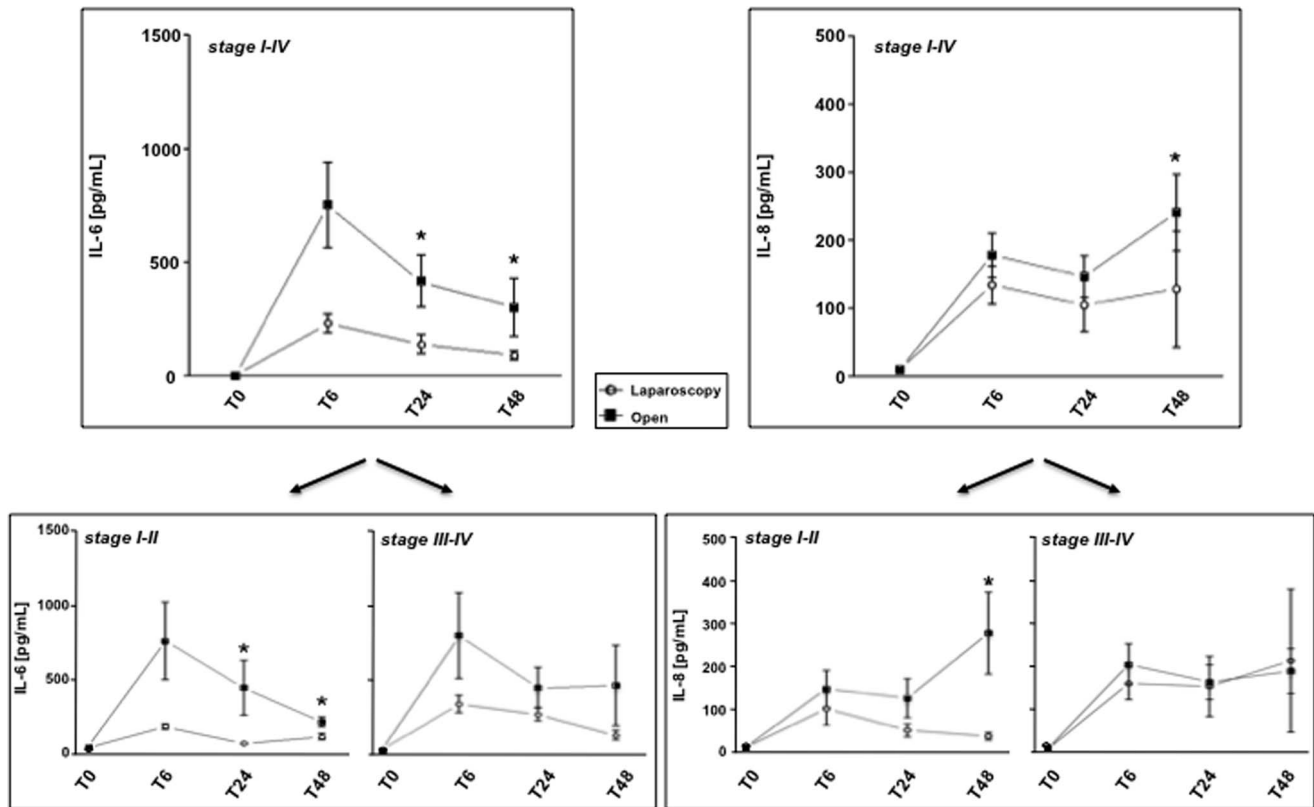 1500
stage I-IV
1000
500
0
IL-6 [pg/mL]
T0
T6
T24
T48
*
*
500
stage I-IV
400
300
200
100
0
IL-8 [pg/mL]
T0
T6
T24
T48
*
Laparoscopy
Open
1500
stage I-II
1000
500
0
IL-6 [pg/mL]
T0
T6
T24
T48
*
*
stage III-IV
T0
T6
T24
T48
500
stage I-II
400
300
200
100
0
IL-8 [pg/mL]
T0
T6
T24
T48
*
stage III-IV
T0
T6
T24
T48